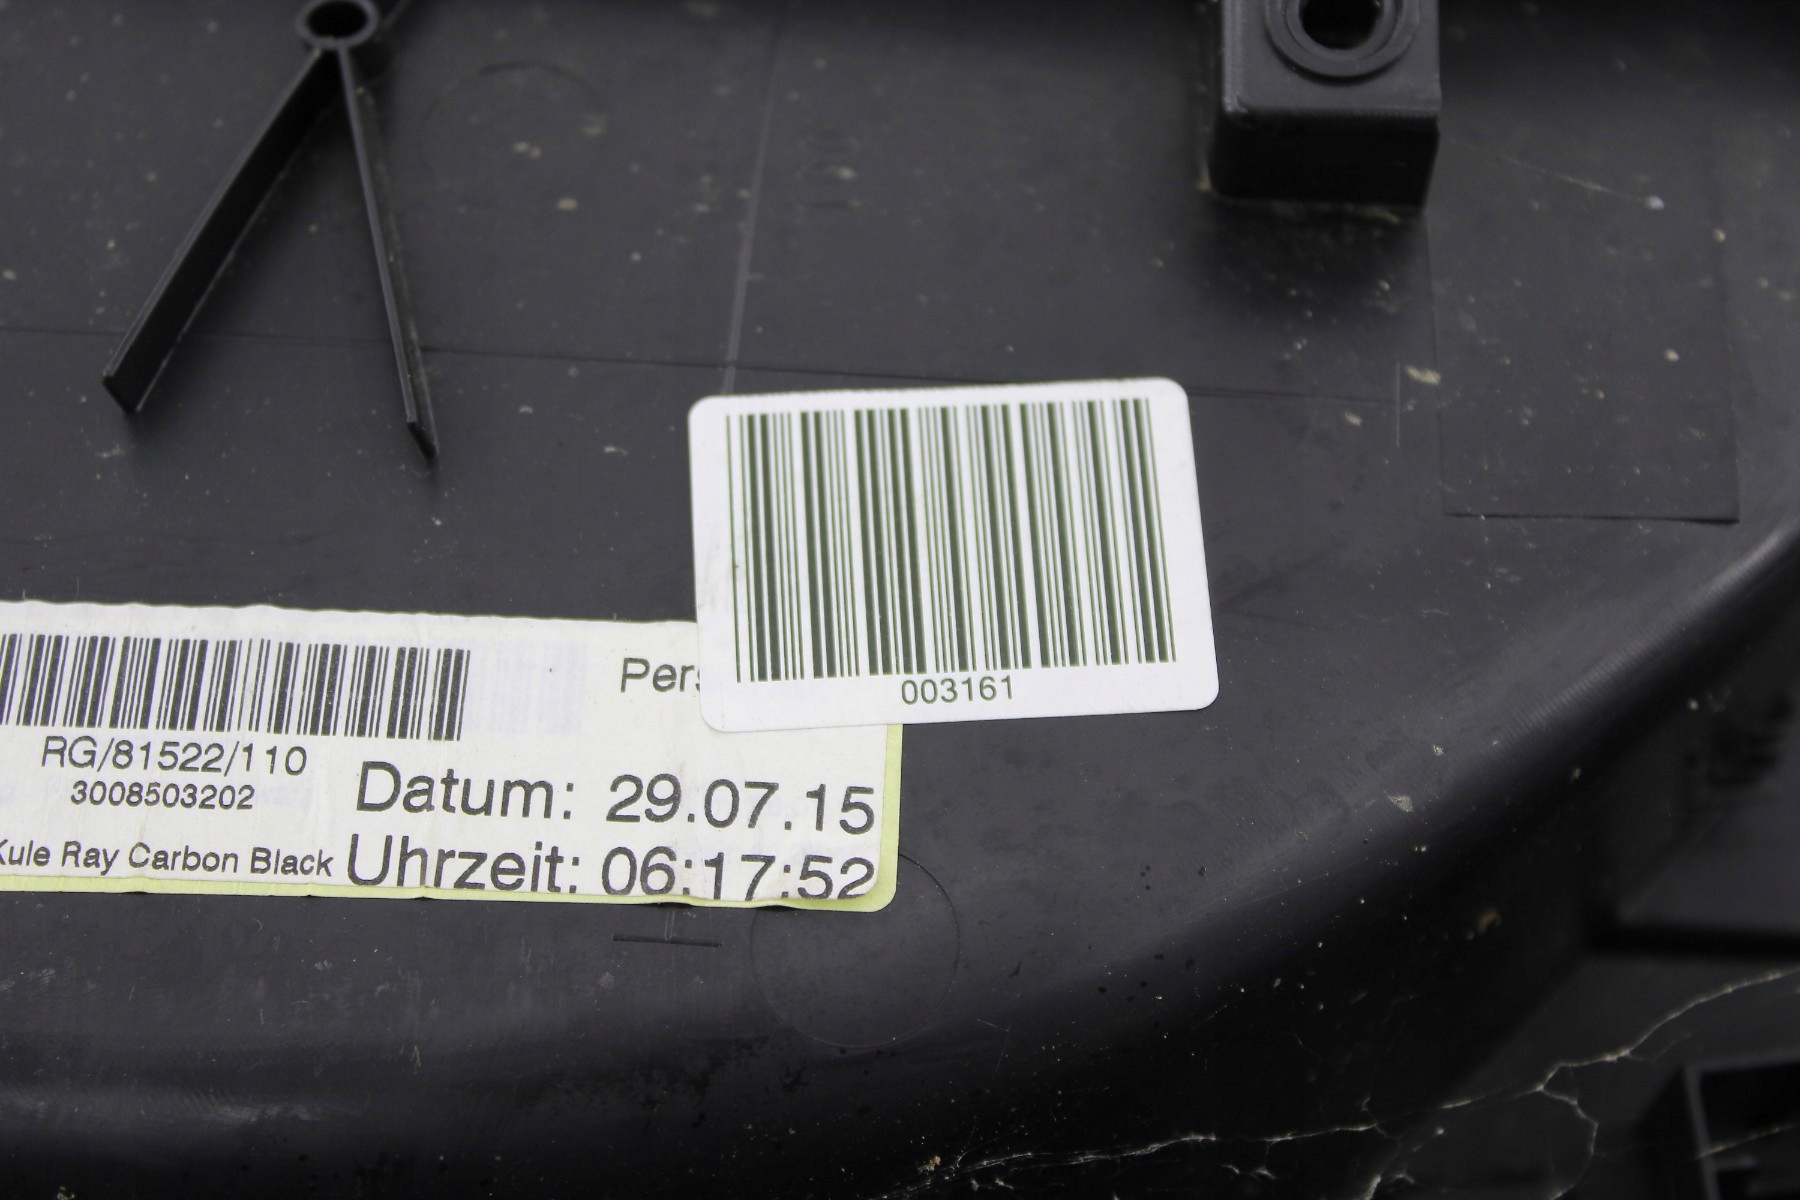 003161
Pers
RG/81522/110
3008503202
Datum: 29.07.15
Kule Ray Carbon Black
Uhrzeit: 06:17:52